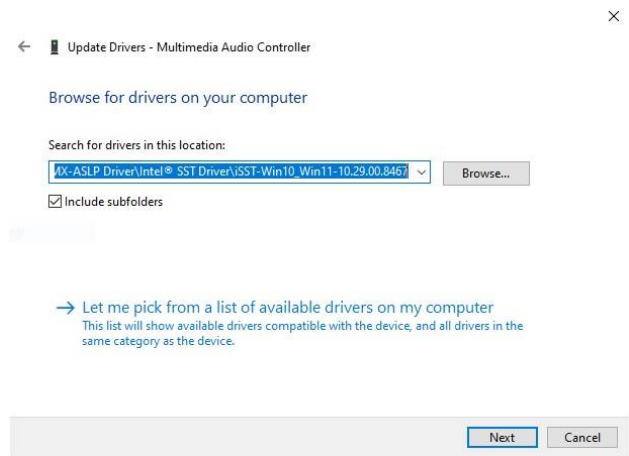 Update Drivers - Multimedia Audio Controller
Browse for drivers on your computer
Search for drivers in this location:
MX-ASLP Driver\Intel® SST Driver\iSST-Win10_Win11-10.29.00.8467
Browse...
Include subfolders
Let me pick from a list of available drivers on my computer
This list will show available drivers compatible with the device, and all drivers in the
same category as the device.
Next
Cancel